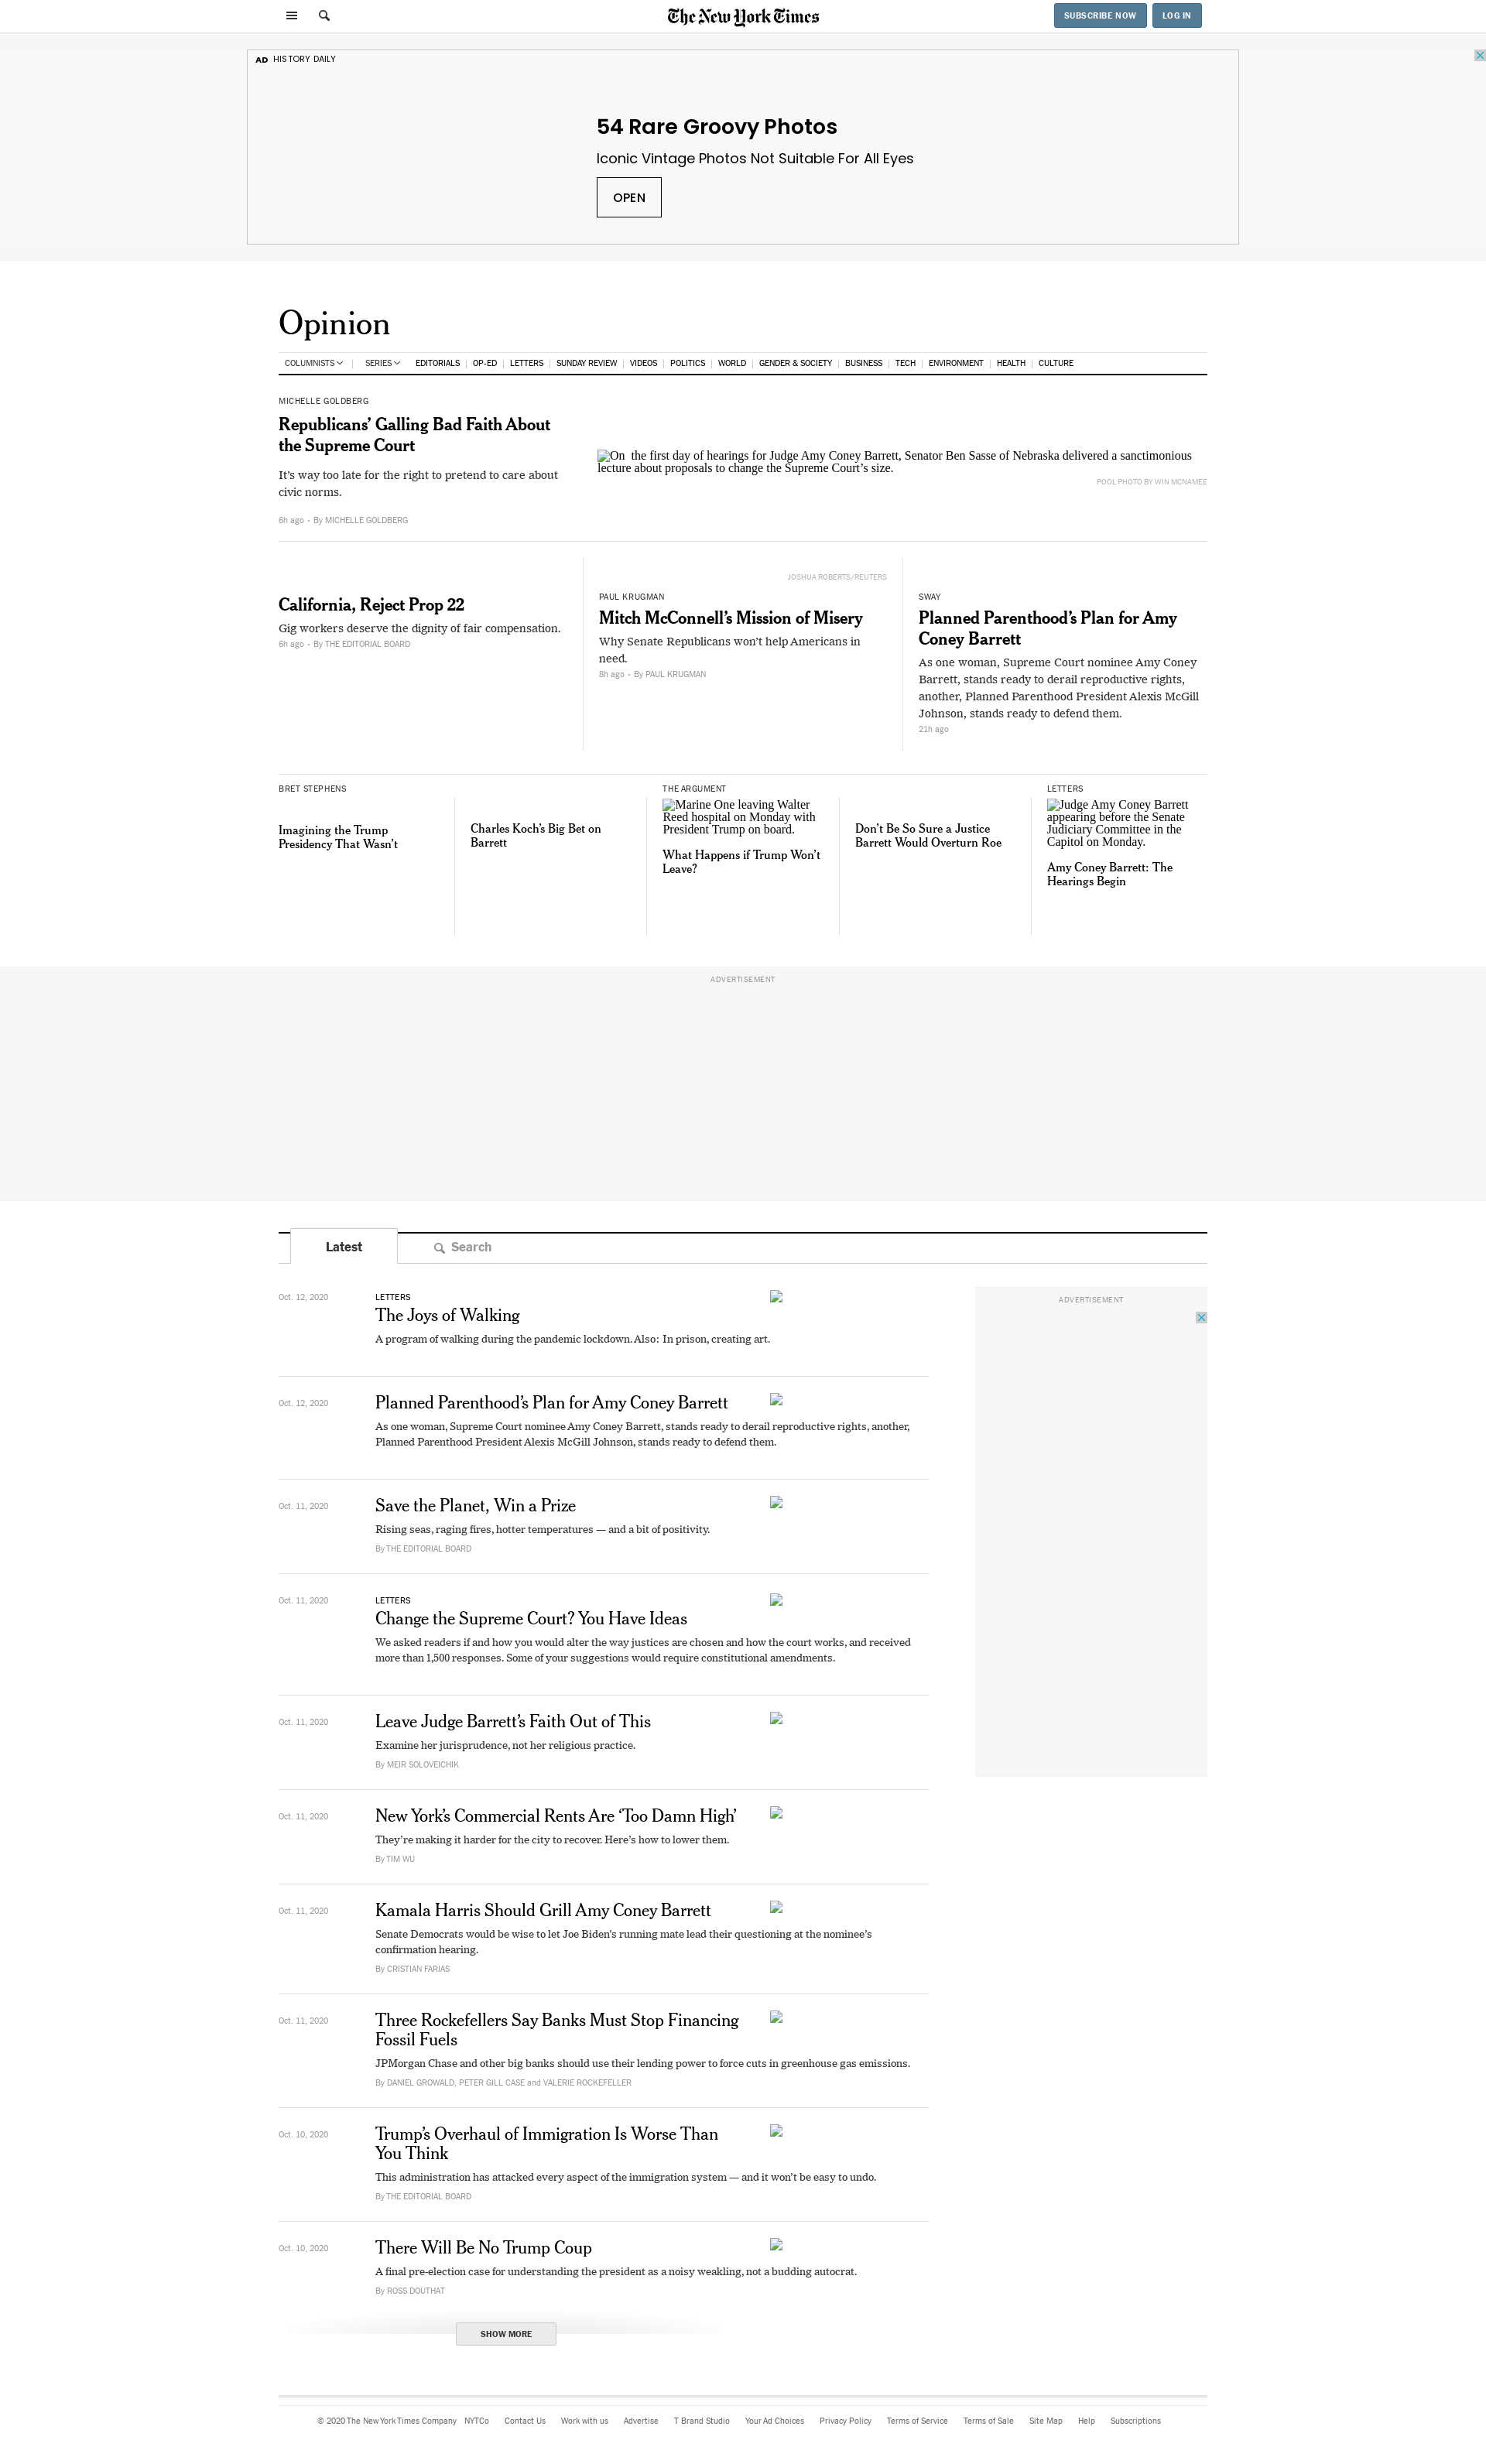 The New York Times
SUBSCRIBE NOW
LOG IN
AD HISTORY DAILY
54 Rare Groovy Photos
Iconic Vintage Photos Not Suitable For All Eyes
OPEN
Opinion
COLUMNISTS | SERIES EDITORIALS | OP-ED | LETTERS | SUNDAY REVIEW | VIDEOS | POLITICS | WORLD | GENDER & SOCIETY | BUSINESS | TECH | ENVIRONMENT | HEALTH | CULTURE
MICHELLE GOLDBERG
Republicans’ Galling Bad Faith About
the Supreme Court
It’s way too late for the right to pretend to care about
civic norms.
6h ago • By MICHELLE GOLDBERG
On the first day of hearings for Judge Amy Coney Barrett, Senator Ben Sasse of Nebraska delivered a sanctimonious
lecture about proposals to change the Supreme Court’s size.
POOL PHOTO BY WIN MCNAMEE
California, Reject Prop 22
Gig workers deserve the dignity of fair compensation.
6h ago • By THE EDITORIAL BOARD
JOSHUA ROBERTS/REUTERS
PAUL KRUGMAN
Mitch McConnell’s Mission of Misery
Why Senate Republicans won’t help Americans in
need.
8h ago • By PAUL KRUGMAN
SWAY
Planned Parenthood’s Plan for Amy
Coney Barrett
As one woman, Supreme Court nominee Amy Coney
Barrett, stands ready to derail reproductive rights,
another, Planned Parenthood President Alexis McGill
Johnson, stands ready to defend them.
21h ago
BRET STEPHENS
Imagining the Trump
Presidency That Wasn’t
Charles Koch’s Big Bet on
Barrett
THE ARGUMENT
Marine One leaving Walter
Reed hospital on Monday with
President Trump on board.
What Happens if Trump Won’t
Leave?
Don’t Be So Sure a Justice
Barrett Would Overturn Roe
LETTERS
Judge Amy Coney Barrett
appearing before the Senate
Judiciary Committee in the
Capitol on Monday.
Amy Coney Barrett: The
Hearings Begin
ADVERTISEMENT
Latest
Search
ADVERTISEMENT
Oct. 12, 2020
LETTERS
The Joys of Walking
A program of walking during the pandemic lockdown. Also: In prison, creating art.
Oct. 12, 2020
Planned Parenthood’s Plan for Amy Coney Barrett
As one woman, Supreme Court nominee Amy Coney Barrett, stands ready to derail reproductive rights, another,
Planned Parenthood President Alexis McGill Johnson, stands ready to defend them.
Oct. 11, 2020
Save the Planet, Win a Prize
Rising seas, raging fires, hotter temperatures — and a bit of positivity.
By THE EDITORIAL BOARD
Oct. 11, 2020
LETTERS
Change the Supreme Court? You Have Ideas
We asked readers if and how you would alter the way justices are chosen and how the court works, and received
more than 1,500 responses. Some of your suggestions would require constitutional amendments.
Oct. 11, 2020
Leave Judge Barrett’s Faith Out of This
Examine her jurisprudence, not her religious practice.
By MEIR SOLOVEICHIK
Oct. 11, 2020
New York’s Commercial Rents Are ‘Too Damn High’
They’re making it harder for the city to recover. Here’s how to lower them.
By TIM WU
Oct. 11, 2020
Kamala Harris Should Grill Amy Coney Barrett
Senate Democrats would be wise to let Joe Biden’s running mate lead their questioning at the nominee’s
confirmation hearing.
By CRISTIAN FARIAS
Oct. 11, 2020
Three Rockefellers Say Banks Must Stop Financing
Fossil Fuels
JPMorgan Chase and other big banks should use their lending power to force cuts in greenhouse gas emissions.
By DANIEL GROWALD, PETER GILL CASE and VALERIE ROCKEFELLER
Oct. 10, 2020
Trump’s Overhaul of Immigration Is Worse Than
You Think
This administration has attacked every aspect of the immigration system — and it won’t be easy to undo.
By THE EDITORIAL BOARD
Oct. 10, 2020
There Will Be No Trump Coup
A final pre-election case for understanding the president as a noisy weakling, not a budding autocrat.
By ROSS DOUTHAT
SHOW MORE
© 2020 The New York Times Company NYTCo Contact Us Work with us Advertise T Brand Studio Your Ad Choices Privacy Policy Terms of Service Terms of Sale Site Map Help Subscriptions